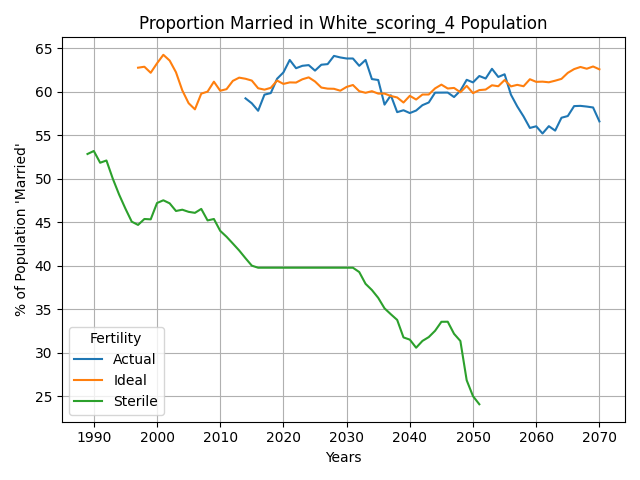 Proportion Married in White_scoring_4 Population
% of Population 'Married'
65
60
55
50
45
40
35
30
25
Fertility
Actual
Ideal
Sterile
1990 2000 2010 2020 2030 2040 2050 2060 2070
Years